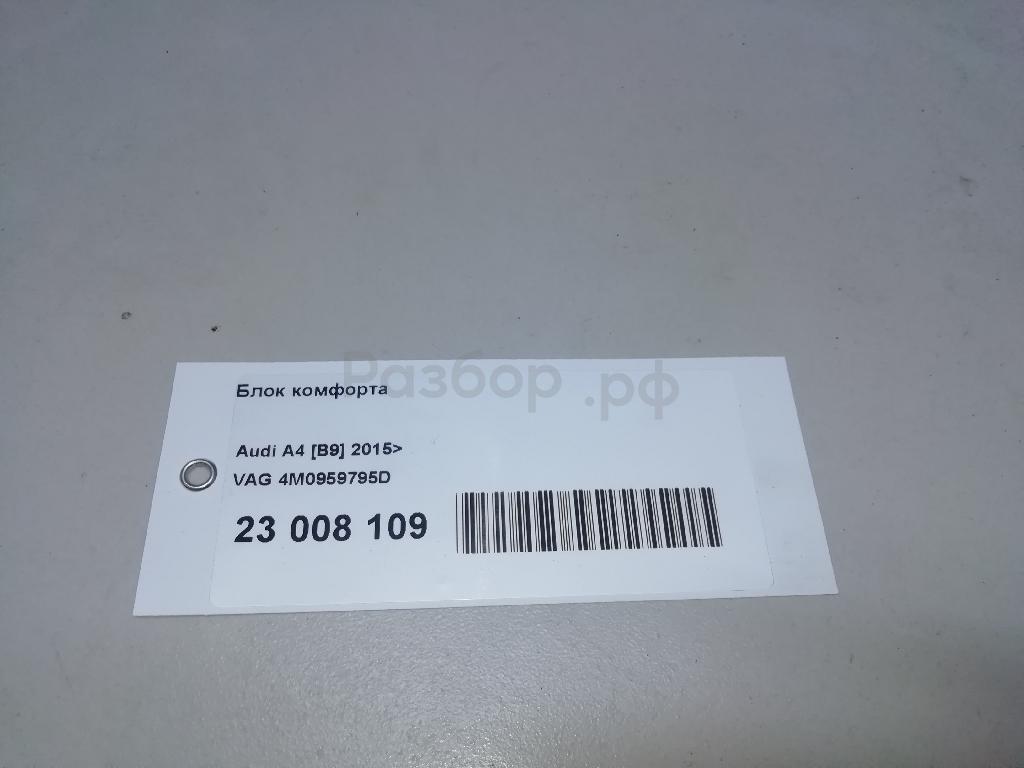 Разбор.рф
Блок комфорта
Audi A4 [B9] 2015>
VAG 4M0959795D
23 008 109